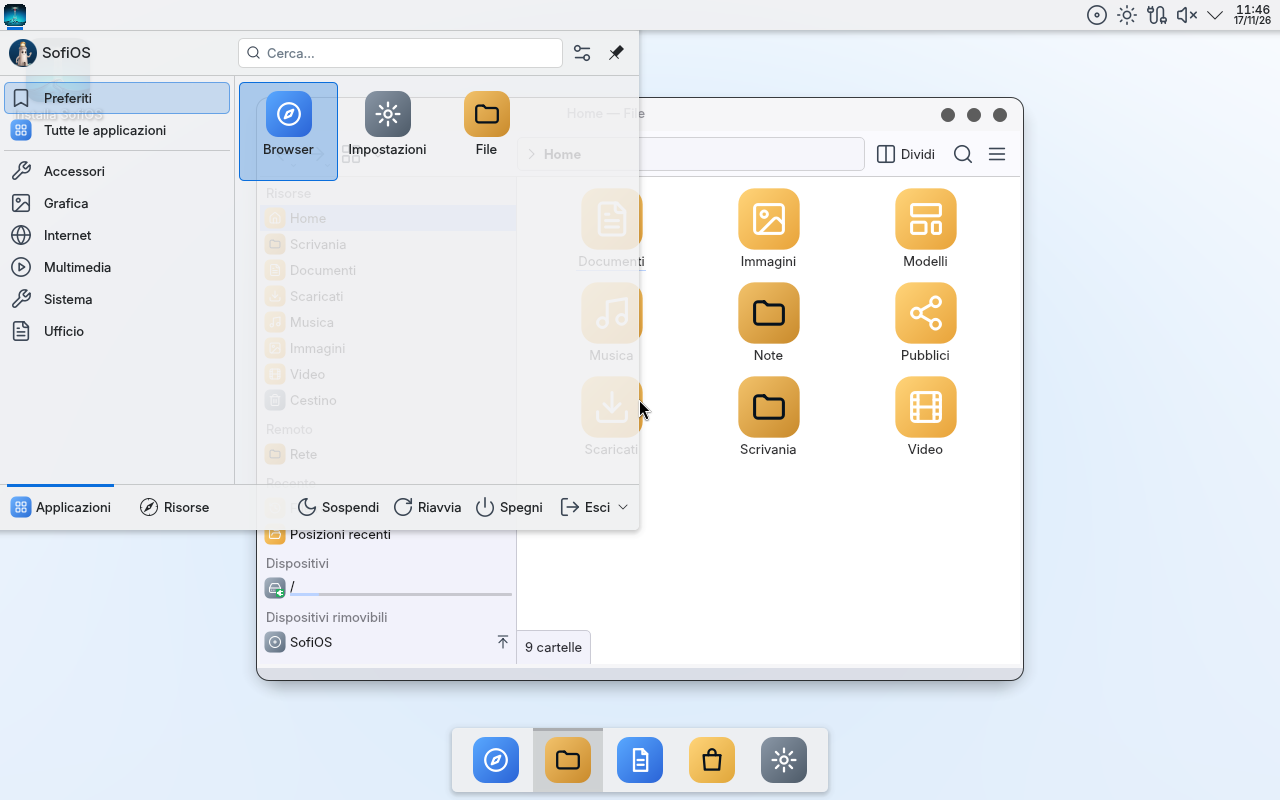 11:46
17/11/26
SofiOS
Cerca...
Installa SofiOS
Preferiti
Tutte le applicazioni
Accessori
Grafica
Internet
Multimedia
Sistema
Ufficio
Browser
Impostazioni
File
Home — File
Home
Dividi
Risorse
Home
Scrivania
Documenti
Scaricati
Musica
Immagini
Video
Cestino
Remoto
Rete
Recente
Posizioni recenti
Dispositivi
/
Dispositivi rimovibili
SofiOS
Documenti
Immagini
Modelli
Musica
Note
Pubblici
Scaricati
Scrivania
Video
9 cartelle
Applicazioni
Risorse
Sospendi
Riavvia
Spegni
Esci